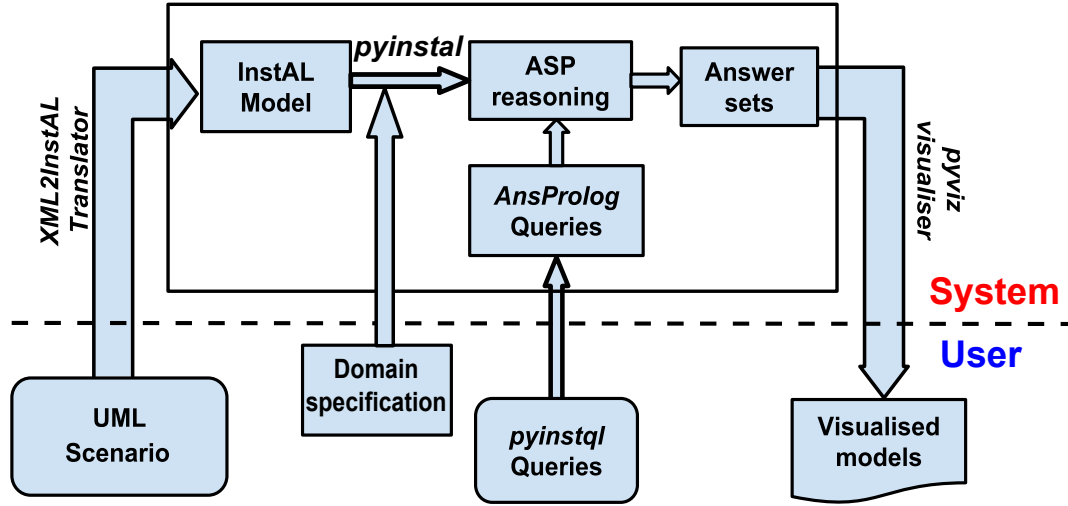 XML2InstAL
Translator
InstAL
Model
pyinstal
ASP
reasoning
Answer
sets
pyviz
visualiser
AnsProlog
Queries
System
User
UML
Scenario
Domain
specification
pyinstql
Queries
Visualised
models